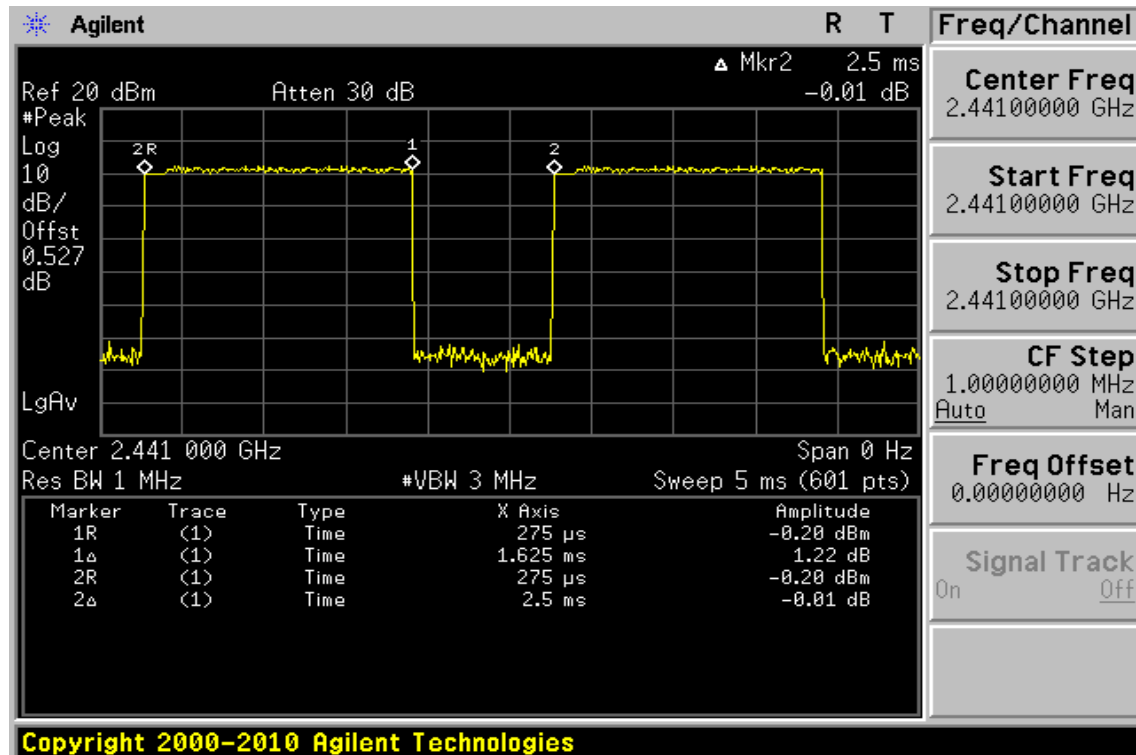 Agilent R T Freq/Channel
▵ Mkr2 2.5 ms
Ref 20 dBm Atten 30 dB -0.01 dB
#Peak
Log
10
dB/
Offst
0.527
dB
2R 1 2
LgAv
Center 2.441 000 GHz Span 0 Hz
Res BW 1 MHz #VBW 3 MHz Sweep 5 ms (601 pts)
Marker Trace Type X Axis Amplitude
1R (1) Time 275 µs -0.20 dBm
1▵ (1) Time 1.625 ms 1.22 dB
2R (1) Time 275 µs -0.20 dBm
2▵ (1) Time 2.5 ms -0.01 dB
Center Freq
2.44100000 GHz
Start Freq
2.44100000 GHz
Stop Freq
2.44100000 GHz
CF Step
1.00000000 MHz
Auto Man
Freq Offset
0.00000000 Hz
Signal Track
On Off
Copyright 2000-2010 Agilent Technologies